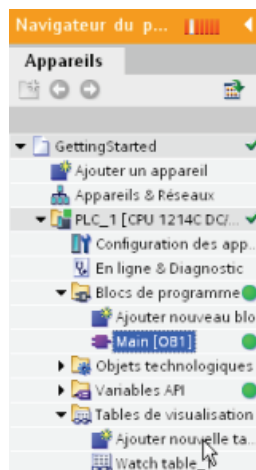 Navigateur du p...
Appareils
GettingStarted
Ajouter un appareil
Appareils & Réseaux
PLC_1 [CPU 1214C DC/...
Configuration des app...
En ligne & Diagnostic
Blocs de programme
Ajouter nouveau blo
Main [OB1]
Objets technologiques
Variables API
Tables de visualisation
Ajouter nouvelle ta...
Watch table_